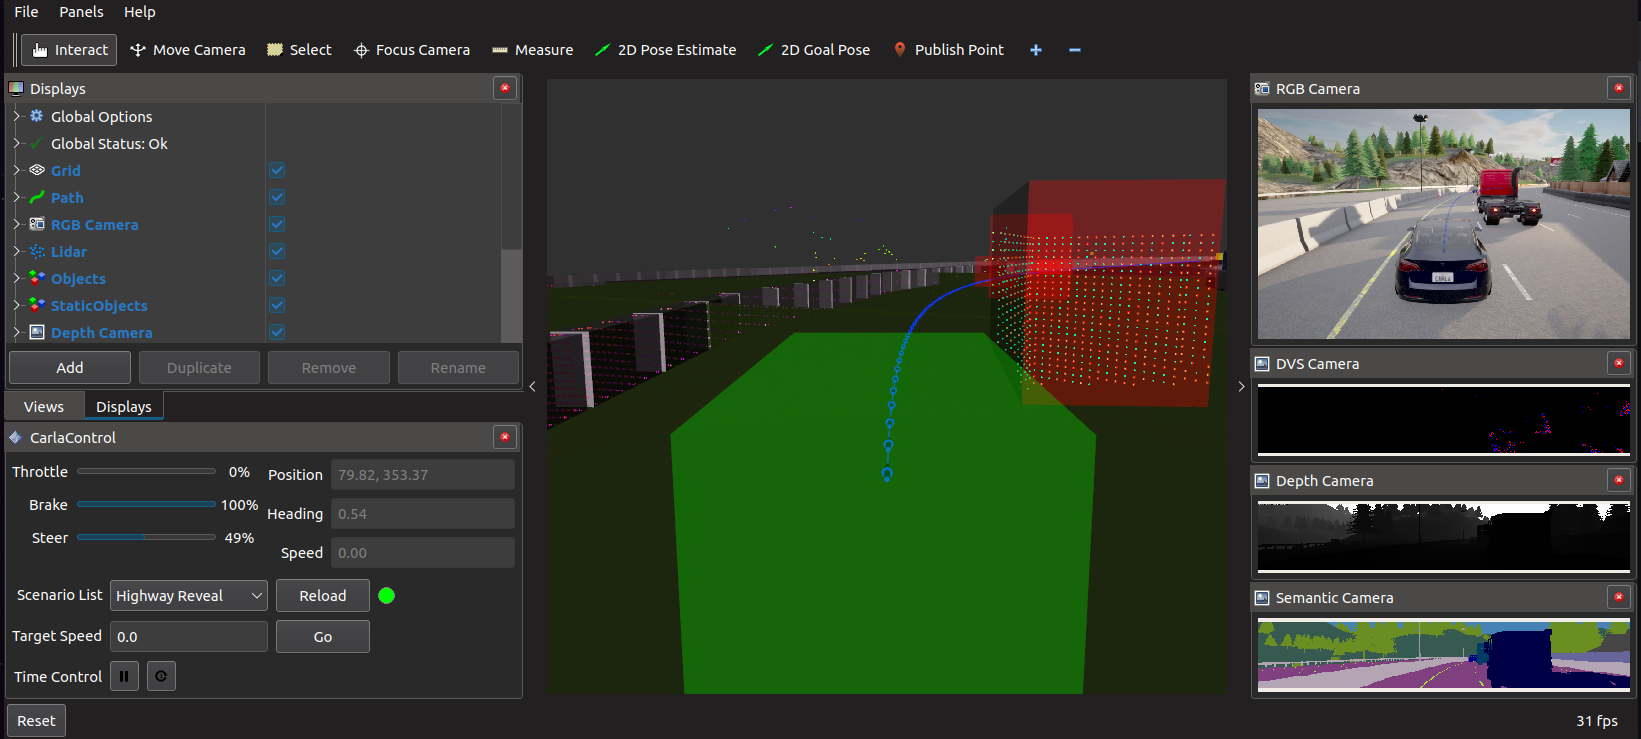 File Panels Help
Interact Move Camera Select Focus Camera Measure 2D Pose Estimate 2D Goal Pose Publish Point
Displays
Global Options
Global Status: Ok
Grid
Path
RGB Camera
Lidar
Objects
StaticObjects
Depth Camera
Add Duplicate Remove Rename
Views Displays
CarlaControl
Throttle 0% Position 79.82, 353.37
Brake 100% Heading 0.54
Steer 49% Speed 0.00
Scenario List Highway Reveal Reload
Target Speed 0.0 Go
Time Control
Reset
RGB Camera
DVS Camera
Depth Camera
Semantic Camera
31 fps